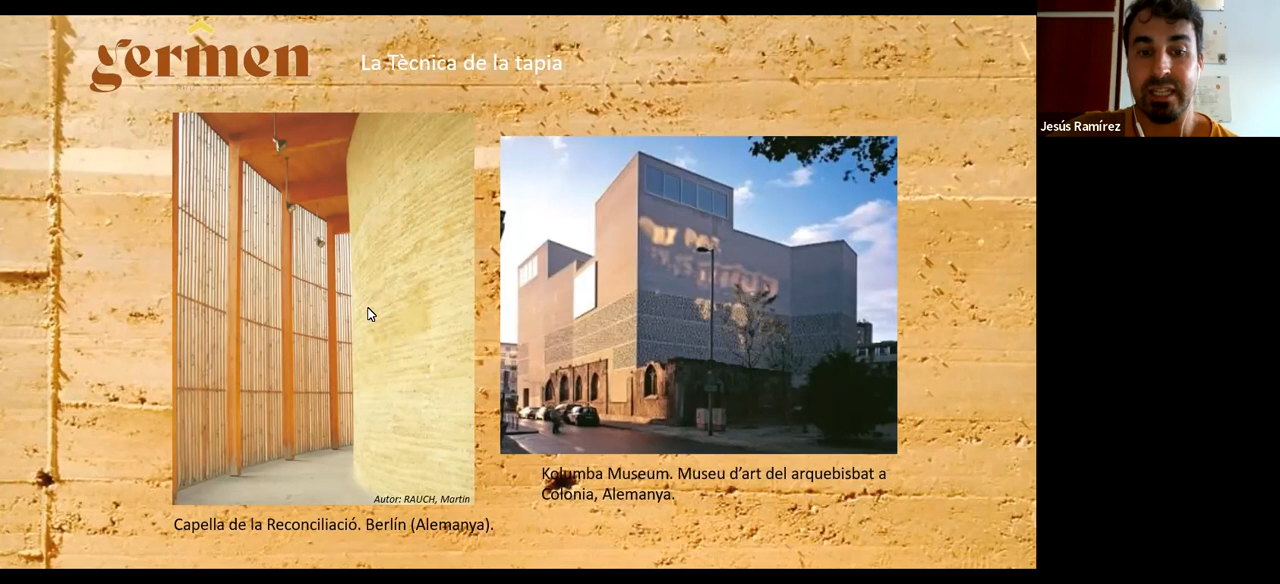 germen
La Tècnica de la tapia
Jesús Ramírez
Autor: RAUCH, Martin
Capella de la Reconciliació. Berlín (Alemanya).
Kolumba Museum. Museu d'art del arquebisbat a
Colònia, Alemanya.